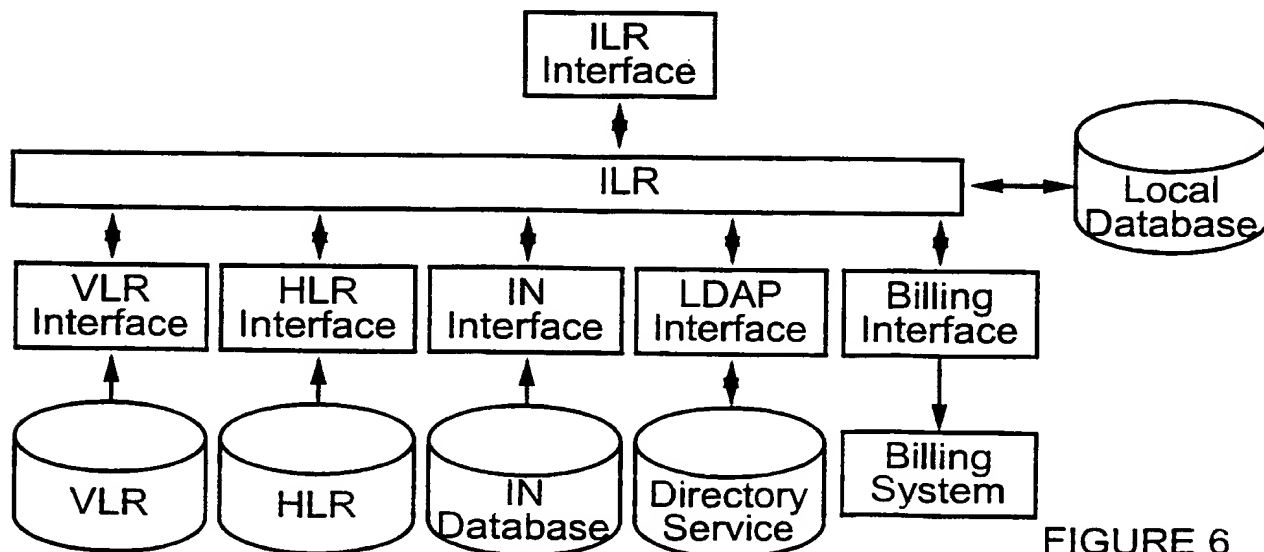 ILR
Interface
ILR
Local
Database
VLR
Interface
HLR
Interface
IN
Interface
LDAP
Interface
Billing
Interface
VLR
HLR
IN
Database
Directory
Service
Billing
System
FIGURE 6